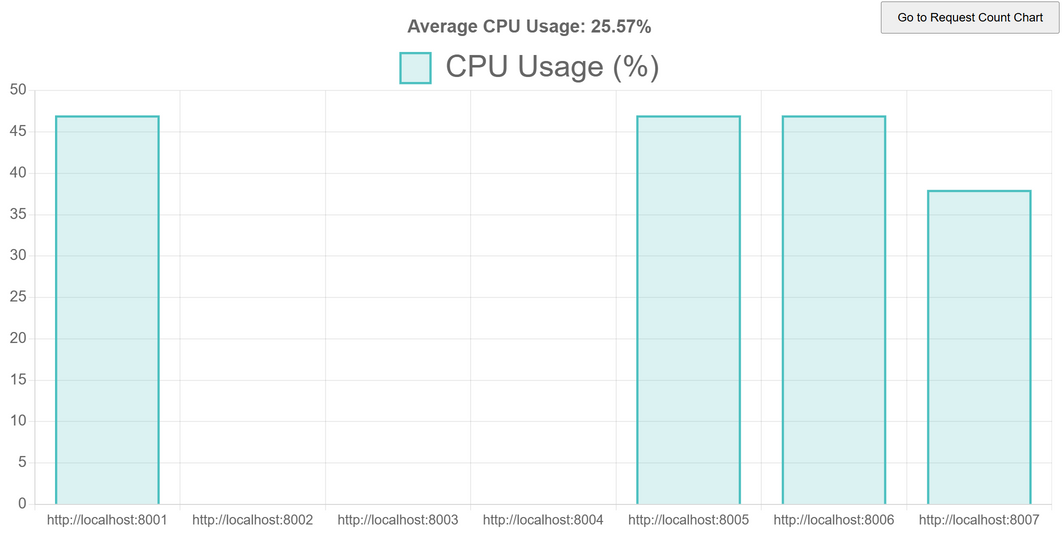 Go to Request Count Chart
Average CPU Usage: 25.57%
CPU Usage (%)
50
45
40
35
30
25
20
15
10
5
0
http://localhost:8001
http://localhost:8002
http://localhost:8003
http://localhost:8004
http://localhost:8005
http://localhost:8006
http://localhost:8007